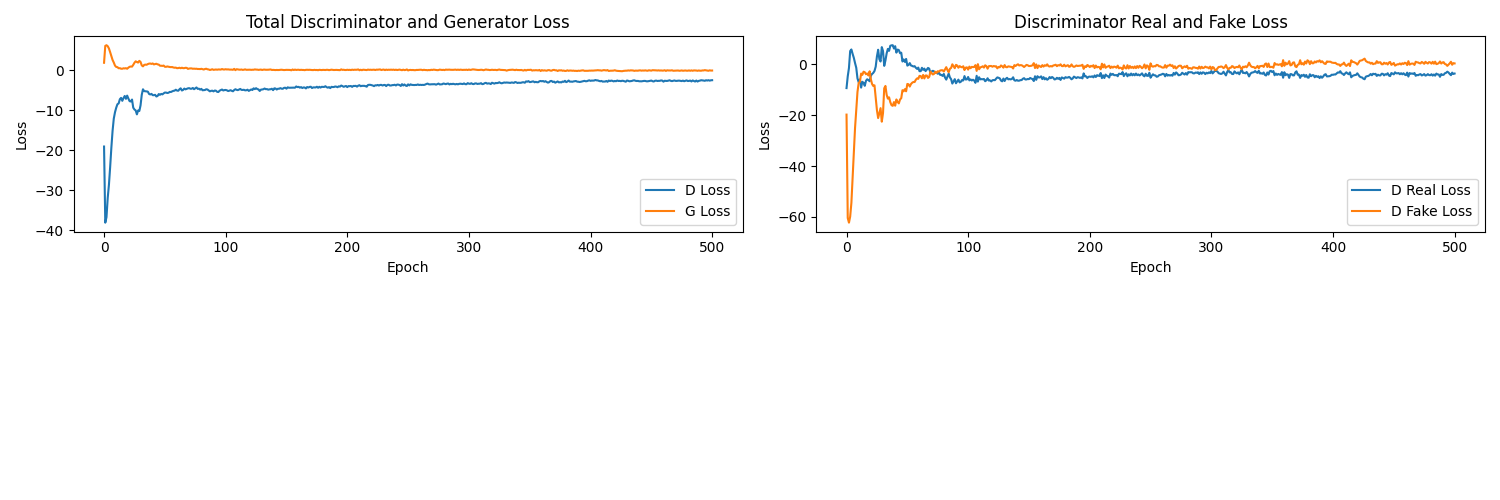 Total Discriminator and Generator Loss
Loss
0
−10
−20
−30
−40
D Loss
G Loss
0
100
200
300
400
500
Epoch
Discriminator Real and Fake Loss
Loss
0
−20
−40
−60
D Real Loss
D Fake Loss
0
100
200
300
400
500
Epoch